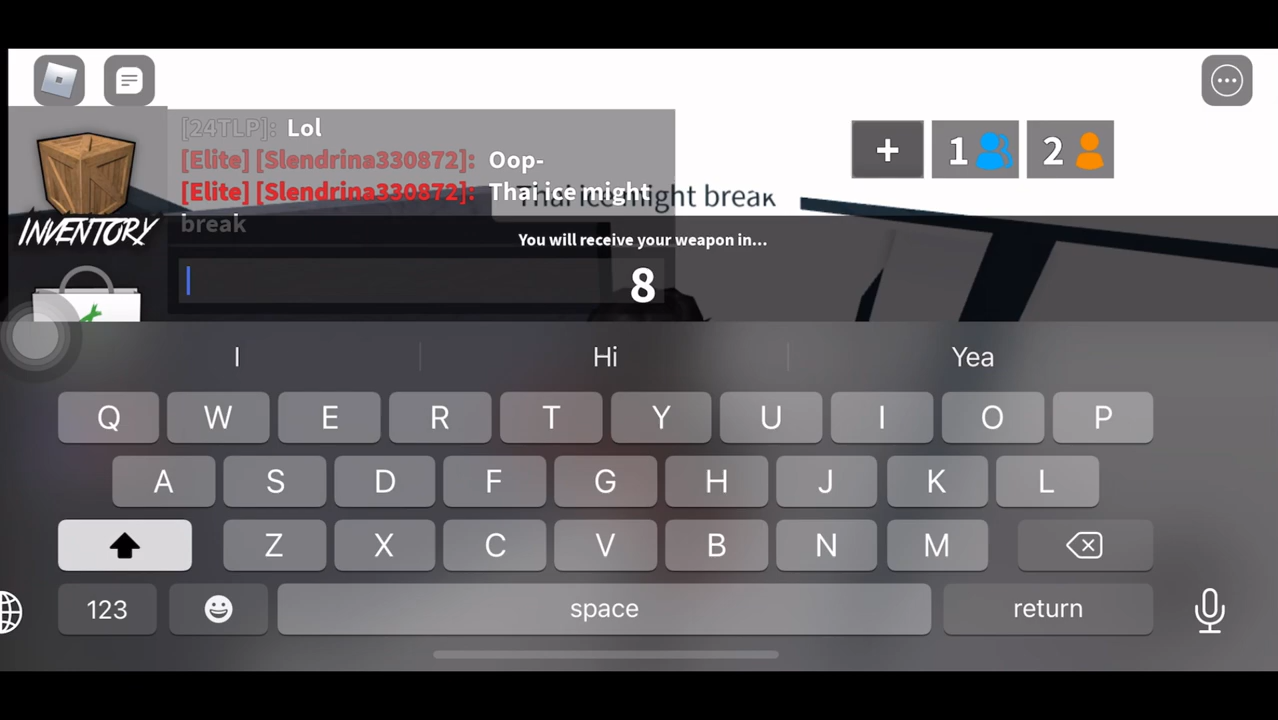 [24TLP]: Lol
[Elite] [Slendrina330872]: Oop-
[Elite] [Slendrina330872]: Thai ice might
break
Thai ice might break
+ 1 2
INVENTORY
You will receive your weapon in...
8
I Hi Yea
Q W E R T Y U I O P
A S D F G H J K L
Z X C V B N M
123 space return